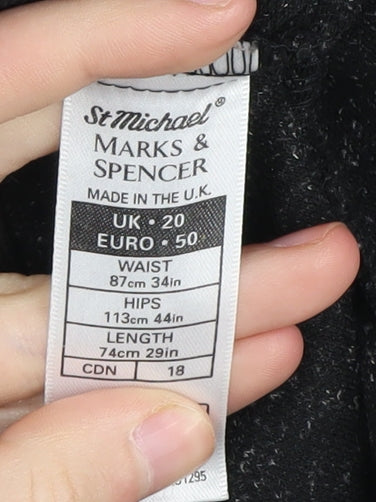 St Michael®
MARKS &
SPENCER
MADE IN THE U.K.
UK • 20
EURO • 50
WAIST
87cm 34in
HIPS
113cm 44in
LENGTH
74cm 29in
CDN 18